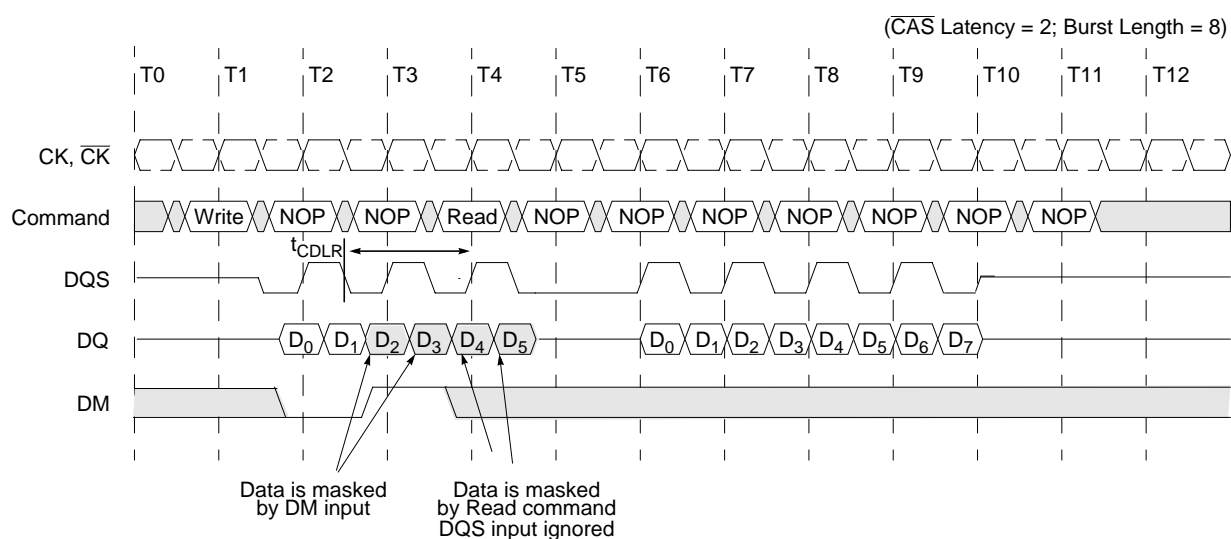 (CAS Latency = 2; Burst Length = 8)
T0 T1 T2 T3 T4 T5 T6 T7 T8 T9 T10 T11 T12
CK, CK
Command Write NOP NOP Read NOP NOP NOP NOP NOP NOP NOP
tCDLR
DQS
DQ D0 D1 D2 D3 D4 D5 D0 D1 D2 D3 D4 D5 D6 D7
DM
Data is masked Data is masked
by DM input by Read command
DQS input ignored